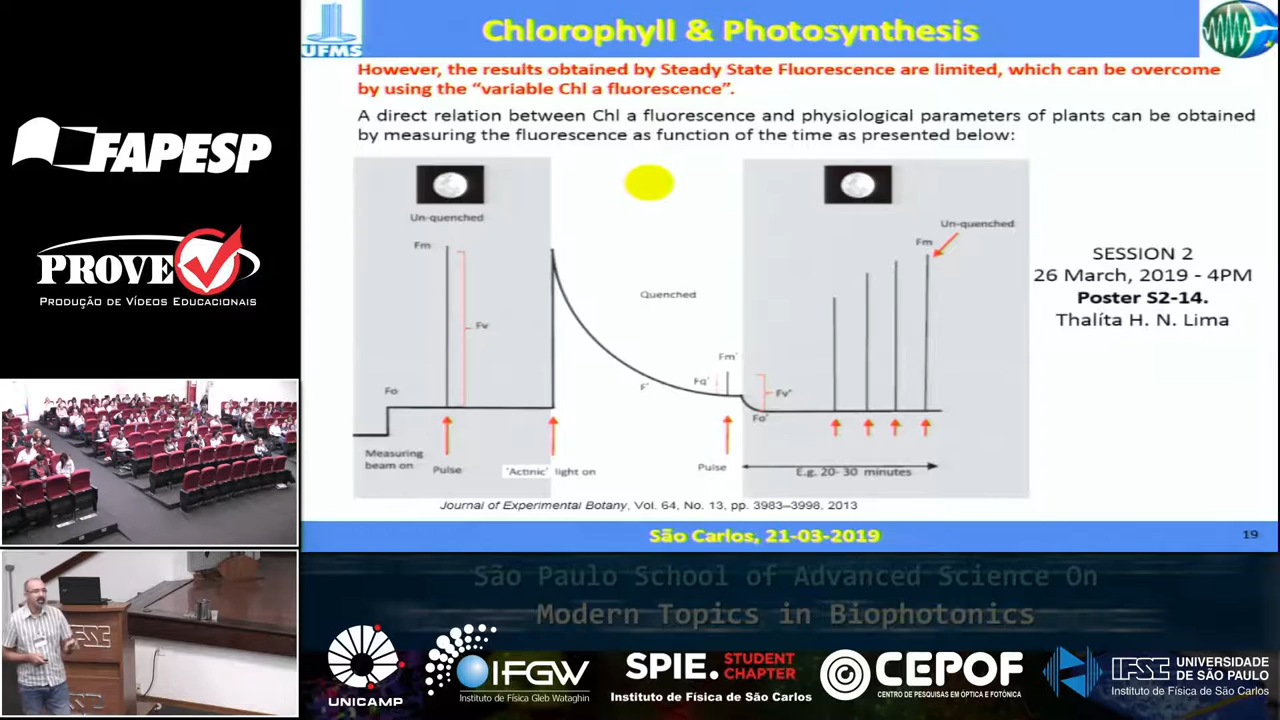 UFMS
Chlorophyll & Photosynthesis
However, the results obtained by Steady State Fluorescence are limited, which can be overcome
by using the "variable Chl a fluorescence".
A direct relation between Chl a fluorescence and physiological parameters of plants can be obtained
by measuring the fluorescence as function of the time as presented below:
Un-quenched
Fm
Fv
Fo
Measuring
beam on
Pulse
'Actinic' light on
Quenched
F'
Fq'
Fm'
Fv'
Fo'
Pulse
Un-quenched
Fm
E.g. 20- 30 minutes
Journal of Experimental Botany, Vol. 64, No. 13, pp. 3983–3998, 2013
SESSION 2
26 March, 2019 - 4PM
Poster S2-14.
Thalíta H. N. Lima
São Carlos, 21-03-2019
19
FAPESP
PROVE
PRODUÇÃO DE VÍDEOS EDUCACIONAIS
IFSC
São Paulo School of Advanced Science On
Modern Topics in Biophotonics
UNICAMP
IFGW
Instituto de Física Gleb Wataghin
SPIE. STUDENT
CHAPTER
Instituto de Física de São Carlos
CEPOF
CENTRO DE PESQUISAS EM ÓPTICA E FOTÔNICA
IFSC UNIVERSIDADE
DE SÃO PAULO
Instituto de Física de São Carlos